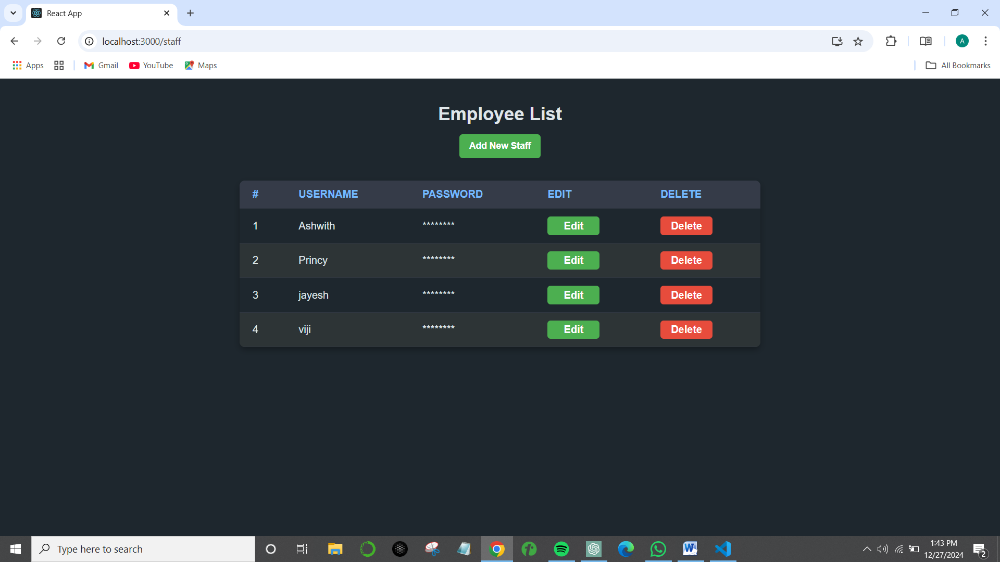 React App
localhost:3000/staff
A
Apps Gmail YouTube Maps All Bookmarks
Employee List
Add New Staff
# USERNAME PASSWORD EDIT DELETE
1 Ashwith ******** Edit Delete
2 Princy ******** Edit Delete
3 jayesh ******** Edit Delete
4 viji ******** Edit Delete
Type here to search
1:43 PM
12/27/2024
2